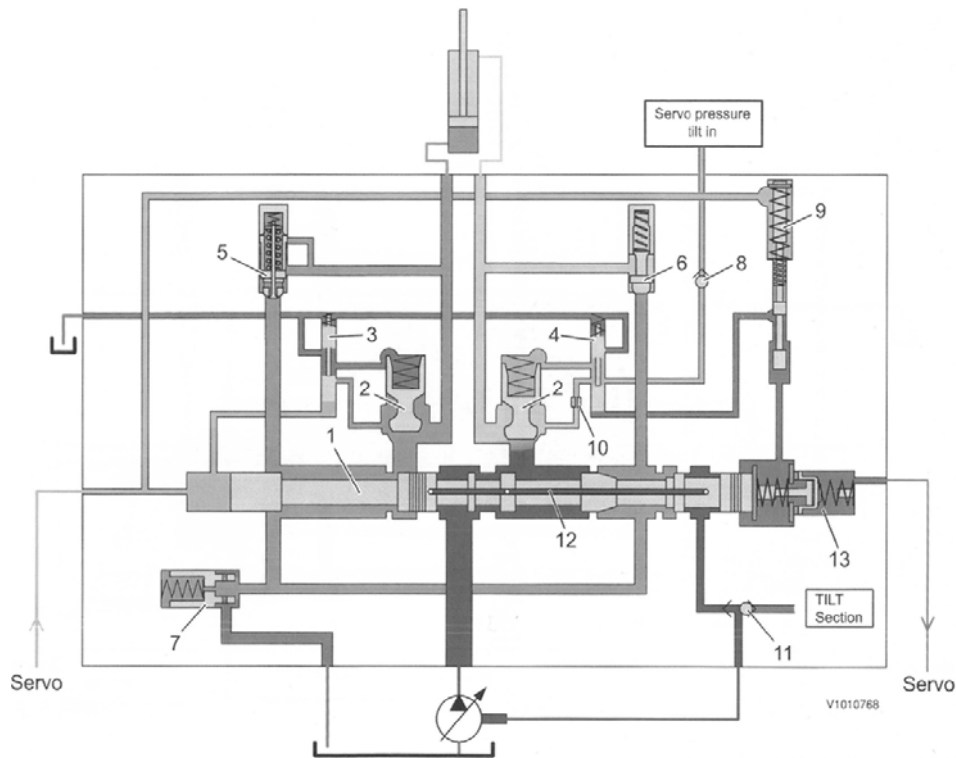 Servo pressure
tilt in
9
5
6
8
3
4
2
2
10
1
12
13
7
TILT
Section
11
Servo
Servo
V1010768